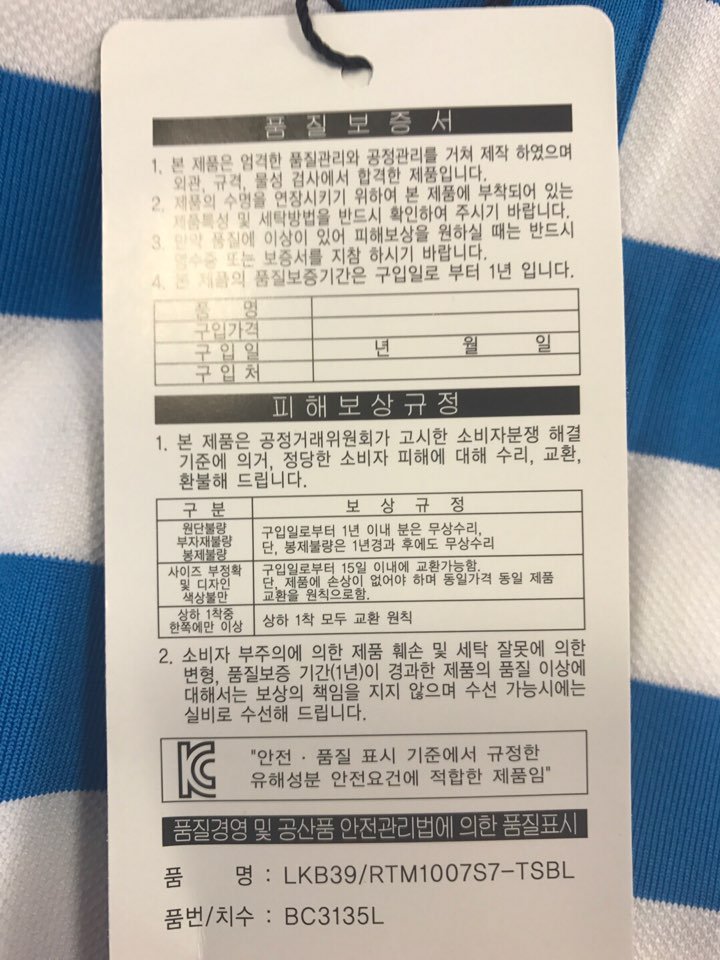 품질보증서
1. 본 제품은 엄격한 품질관리와 공정관리를 거쳐 제작 하였으며
외관, 규격, 물성 검사에서 합격한 제품입니다.
2. 제품의 수명을 연장시키기 위하여 본 제품에 부착되어 있는
제품특성 및 세탁방법을 반드시 확인하여 주시기 바랍니다.
3. 만약 품질에 이상이 있어 피해보상을 원하실 때는 반드시
영수증 또는 보증서를 지참 하시기 바랍니다.
4. 본 제품의 품질보증기간은 구입일로 부터 1년 입니다.
품 명
구입가격
구 입 일 년 월 일
구 입 처
피해보상규정
1. 본 제품은 공정거래위원회가 고시한 소비자분쟁 해결
기준에 의거, 정당한 소비자 피해에 대해 수리, 교환,
환불해 드립니다.
구 분 보 상 규 정
원단불량
부자재불량
봉제불량
구입일로부터 1년 이내 분은 무상수리,
단, 봉제불량은 1년경과 후에도 무상수리
사이즈 부정확
및 디자인
색상불만
구입일로부터 15일 이내에 교환가능함.
단, 제품에 손상이 없어야 하며 동일가격 동일 제품
교환을 원칙으로함.
상하 1착중
한쪽에만 이상
상하 1착 모두 교환 원칙
2. 소비자 부주의에 의한 제품 훼손 및 세탁 잘못에 의한
변형, 품질보증 기간(1년)이 경과한 제품의 품질 이상에
대해서는 보상의 책임을 지지 않으며 수선 가능시에는
실비로 수선해 드립니다.
KC
"안전·품질 표시 기준에서 규정한
유해성분 안전요건에 적합한 제품임"
품질경영 및 공산품 안전관리법에 의한 품질표시
품 명 : LKB39/RTM1007S7-TSBL
품번/치수 : BC3135L